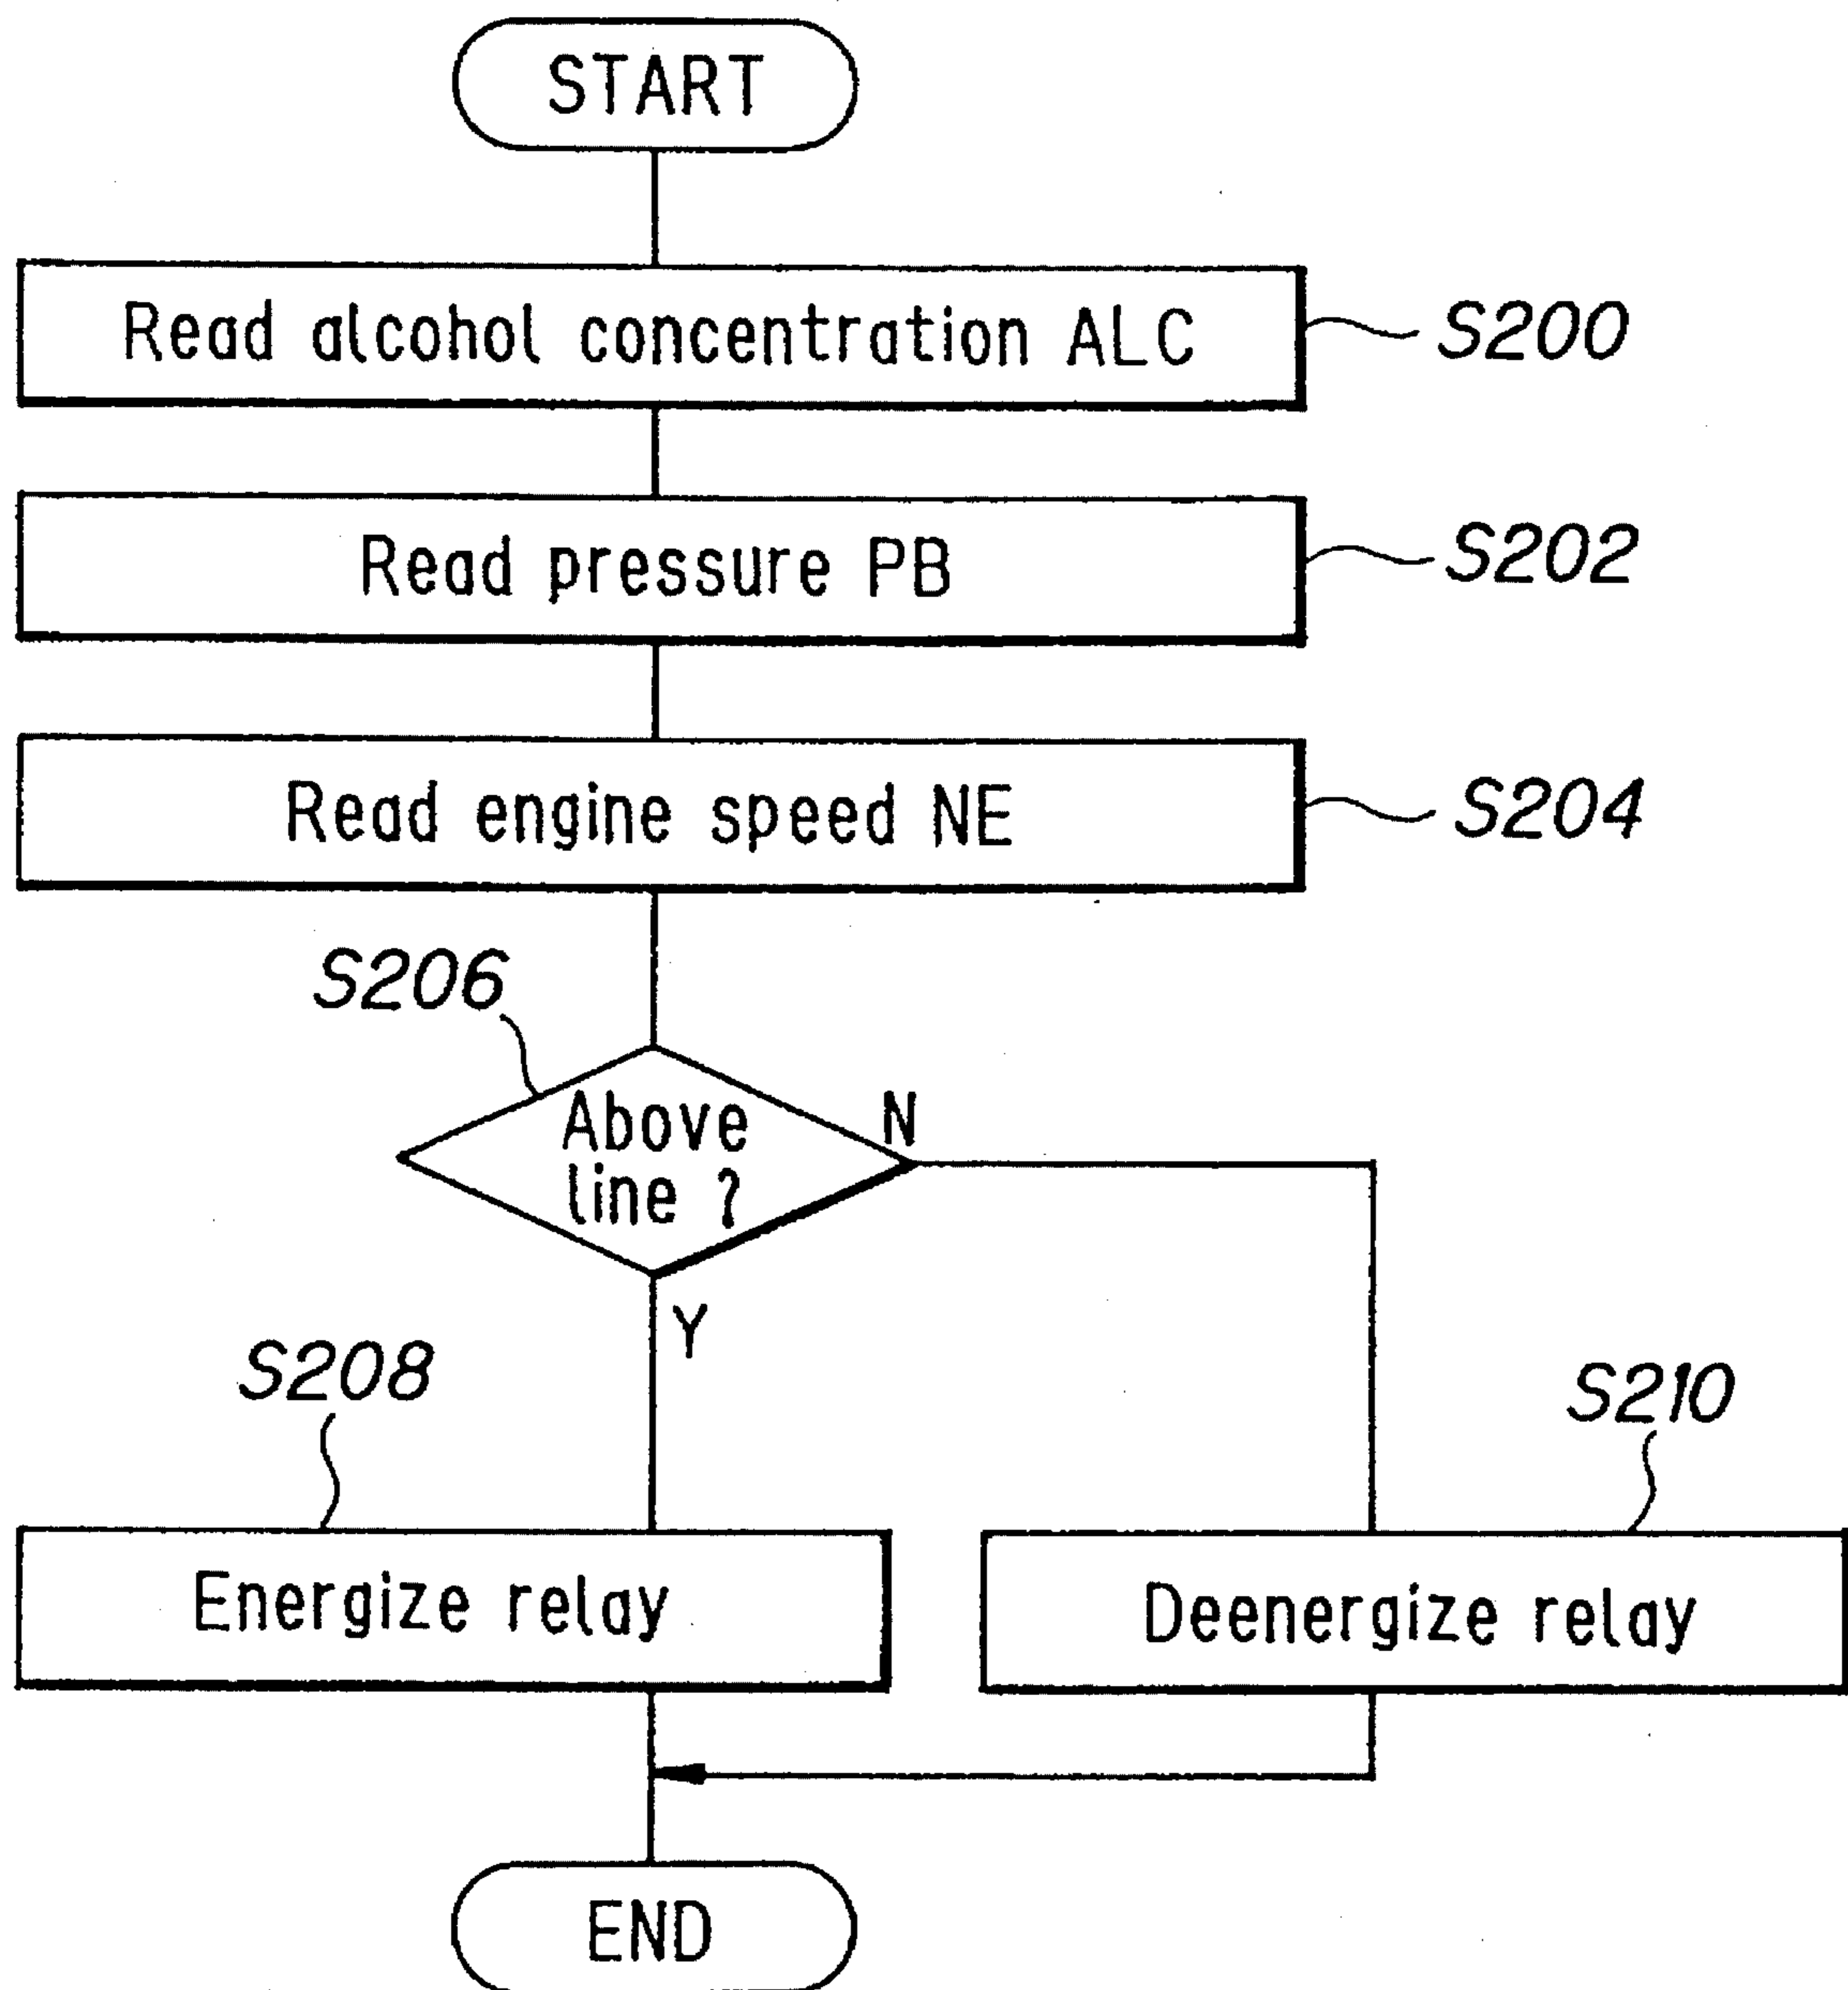 START
Read alcohol concentration ALC
S200
Read pressure PB
S202
Read engine speed NE
S204
S206
Above
line ?
N
Y
S208
S210
Energize relay
Deenergize relay
END